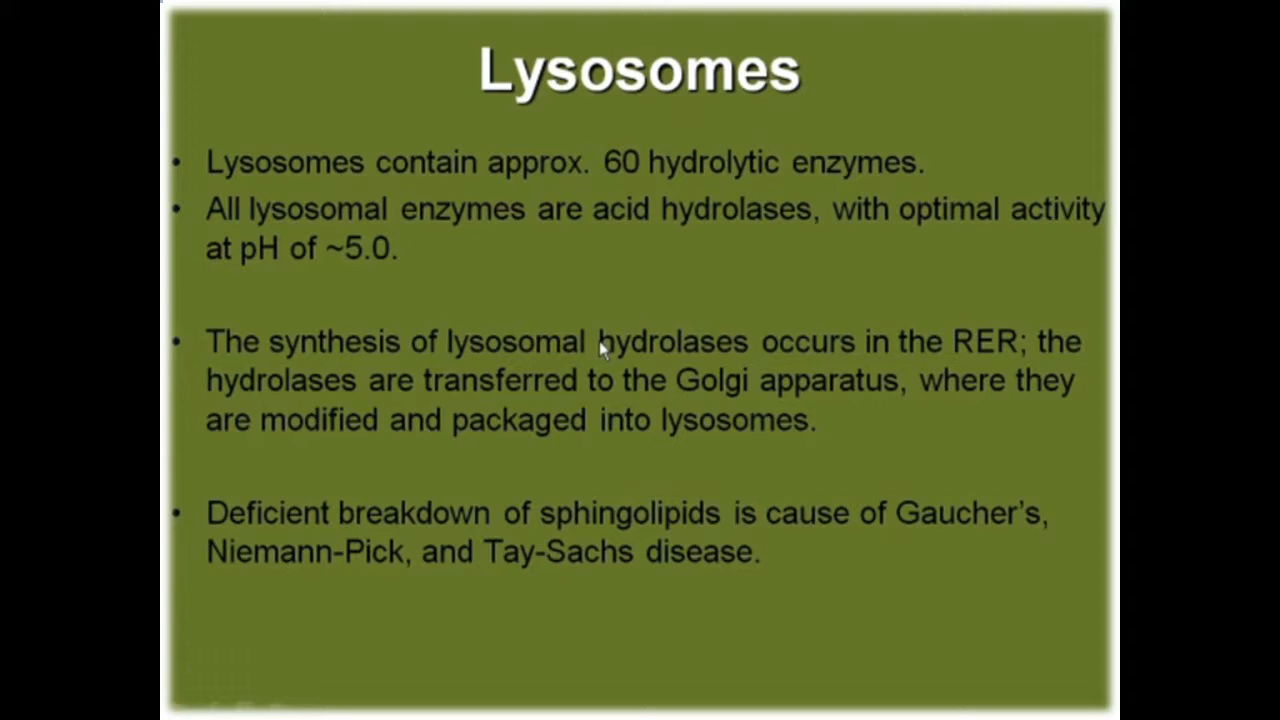 Lysosomes
• Lysosomes contain approx. 60 hydrolytic enzymes.
• All lysosomal enzymes are acid hydrolases, with optimal activity
at pH of ~5.0.
• The synthesis of lysosomal hydrolases occurs in the RER; the
hydrolases are transferred to the Golgi apparatus, where they
are modified and packaged into lysosomes.
• Deficient breakdown of sphingolipids is cause of Gaucher's,
Niemann-Pick, and Tay-Sachs disease.